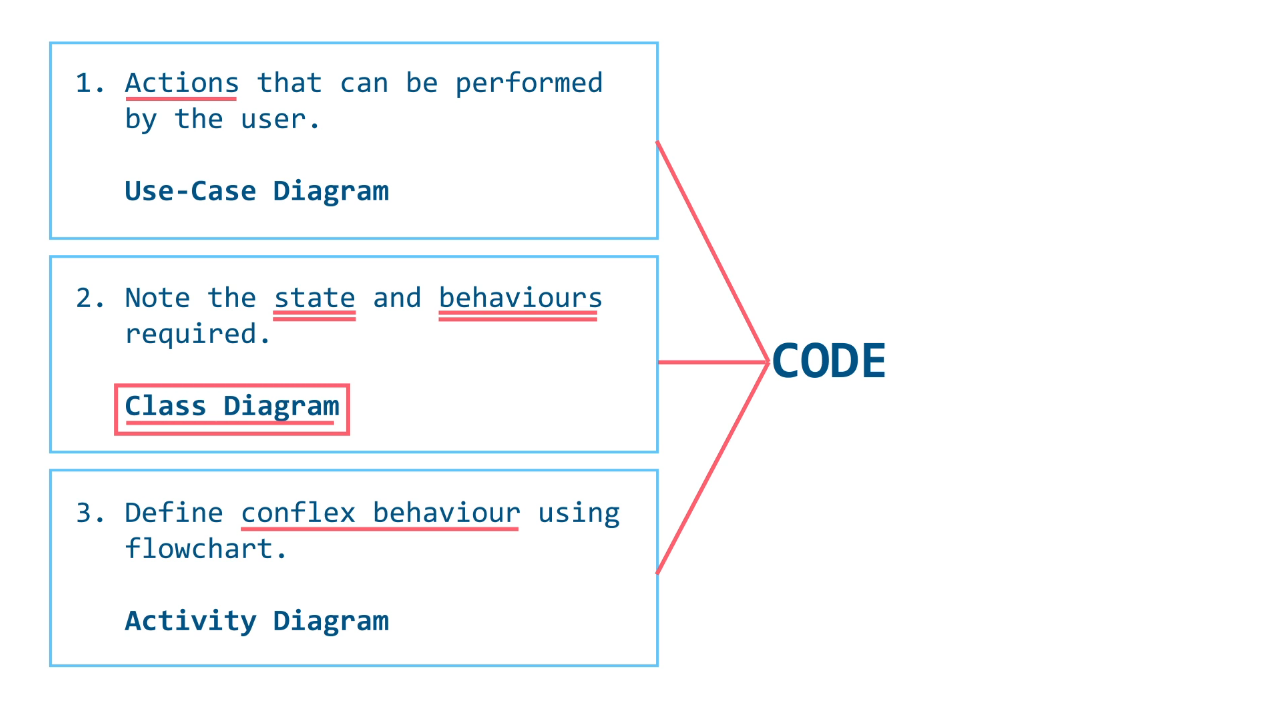 1. Actions that can be performed
by the user.
Use-Case Diagram
2. Note the state and behaviours
required.
Class Diagram
3. Define conflex behaviour using
flowchart.
Activity Diagram
CODE